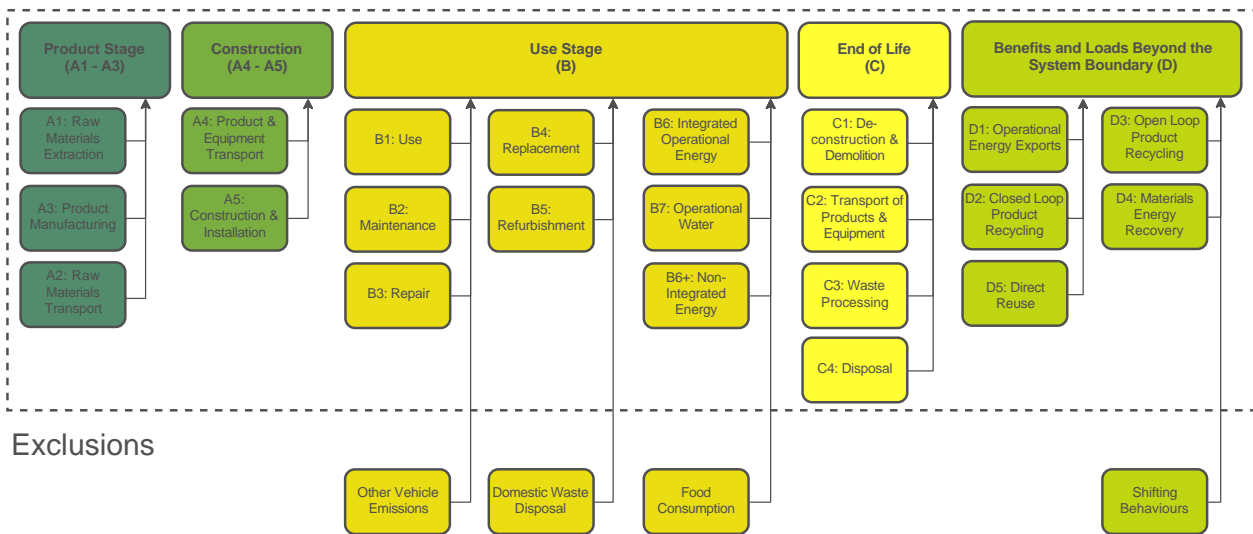 Product Stage
(A1 - A3)
A1: Raw
Materials
Extraction
A3: Product
Manufacturing
A2: Raw
Materials
Transport
Construction
(A4 - A5)
A4: Product &
Equipment
Transport
A5:
Construction &
Installation
Use Stage
(B)
B1: Use
B2:
Maintenance
B3: Repair
B4:
Replacement
B5:
Refurbishment
B6: Integrated
Operational
Energy
B7: Operational
Water
B6+: Non-
Integrated
Energy
End of Life
(C)
C1: De-
construction &
Demolition
C2: Transport of
Products &
Equipment
C3: Waste
Processing
C4: Disposal
Benefits and Loads Beyond the
System Boundary (D)
D1: Operational
Energy Exports
D2: Closed Loop
Product
Recycling
D5: Direct
Reuse
D3: Open Loop
Product
Recycling
D4: Materials
Energy
Recovery
Exclusions
Other Vehicle
Emissions
Domestic Waste
Disposal
Food
Consumption
Shifting
Behaviours